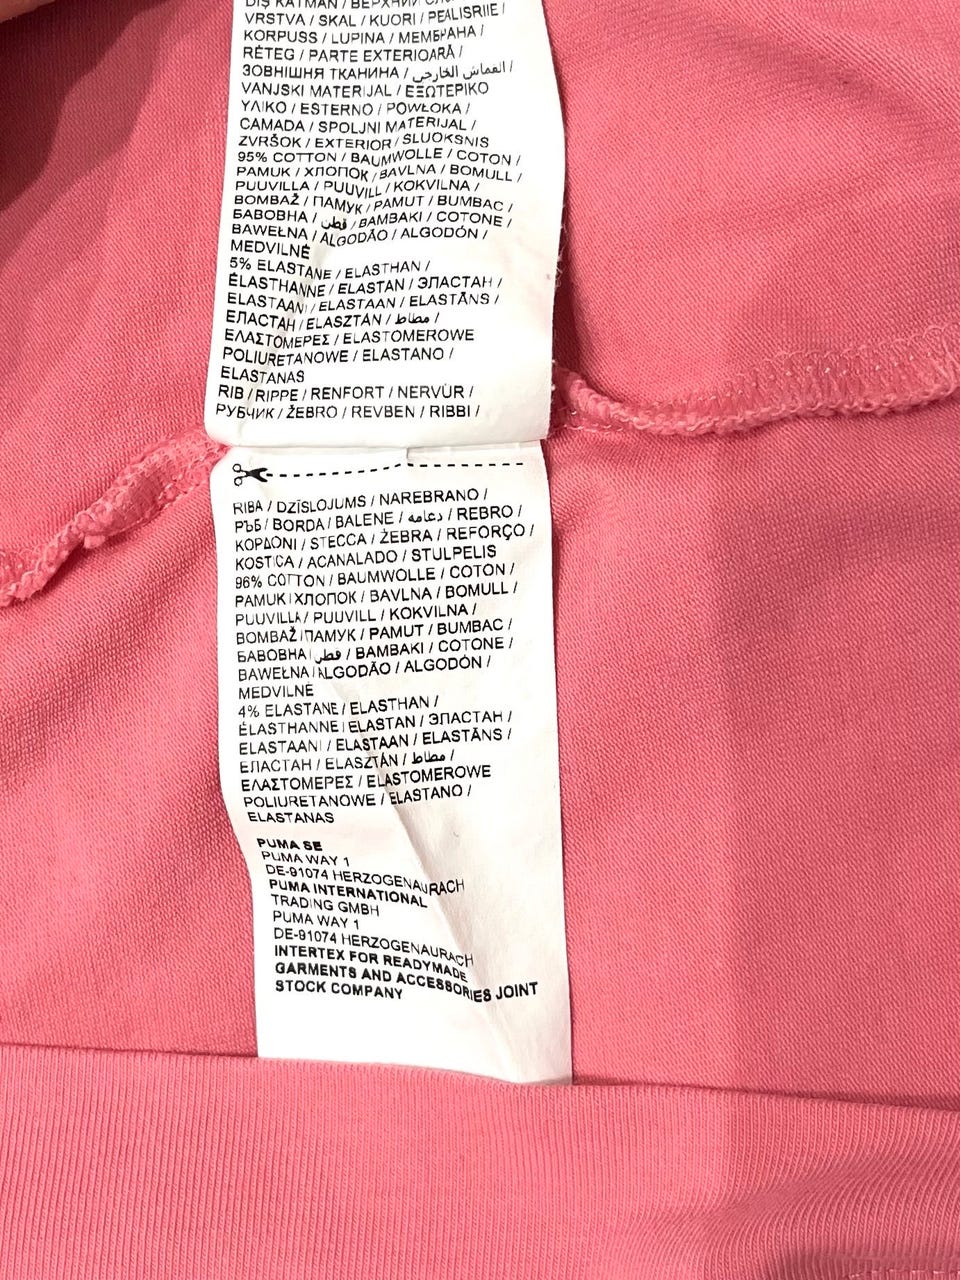 DIŞ KATMAN / ВЕРХНИЙ
VRSTVA / SKAL / KUORI / PEALISRIIE /
KORPUSS / LUPINA / МЕМБРАНА /
RÉTEG / PARTE EXTERIOARĂ /
ЗОВНІШНЯ ТКАНИНА / القماش الخارجي /
VANJSKI MATERIJAL / ΕΞΩΤΕΡΙΚΟ
ΥΛΙΚΟ / ESTERNO / POWŁOKA /
CAMADA / SPOLJNI MATERIJAL /
ZVRŠOK / EXTERIOR / SLUOKSNIS
95% COTTON / BAUMWOLLE / COTON /
PAMUK / ХЛОПОК / BAVLNA / BOMULL /
PUUVILLA / PUUVILL / KOKVILNA /
BOMBAŽ / ПАМУК / PAMUT / BUMBAC /
БАВОВНА / قطن / BAMBAKI / COTONE /
BAWEŁNA / ALGODÃO / ALGODÓN /
MEDVILNĖ
5% ELASTANE / ELASTHAN /
ÉLASTHANNE / ELASTAN / ЭЛАСТАН /
ELASTAANI / ELASTAAN / ELASTĀNS /
ЕЛАСТАН / ELASZTÁN / مطاط /
ΕΛΑΣΤΟΜΕΡΕΣ / ELASTOMEROWE
POLIURETANOWE / ELASTANO /
ELASTANAS
RIB / RIPPE / RENFORT / NERVÜR /
РУБЧИК / ŽEBRO / REVBEN / RIBBI /
RIBA / DZĪSLOJUMS / NAREBRANO /
РЪБ / BORDA / BALENE / دعامة / REBRO /
ΚΟΡΔΟΝΙ / STECCA / ŻEBRA / REFORÇO /
KOSTICA / ACANALADO / STULPELIS
96% COTTON / BAUMWOLLE / COTON /
PAMUK / ХЛОПОК / BAVLNA / BOMULL /
PUUVILLA / PUUVILL / KOKVILNA /
BOMBAŽ / ПАМУК / PAMUT / BUMBAC /
БАВОВНА / قطن / BAMBAKI / COTONE /
BAWEŁNA / ALGODÃO / ALGODÓN /
MEDVILNĖ
4% ELASTANE / ELASTHAN /
ÉLASTHANNE / ELASTAN / ЭЛАСТАН /
ELASTAANI / ELASTAAN / ELASTĀNS /
ЕЛАСТАН / ELASZTÁN / مطاط /
ΕΛΑΣΤΟΜΕΡΕΣ / ELASTOMEROWE
POLIURETANOWE / ELASTANO /
ELASTANAS
PUMA SE
PUMA WAY 1
DE-91074 HERZOGENAURACH
PUMA INTERNATIONAL
TRADING GMBH
PUMA WAY 1
DE-91074 HERZOGENAURACH
INTERTEX FOR READYMADE
GARMENTS AND ACCESSORIES JOINT
STOCK COMPANY